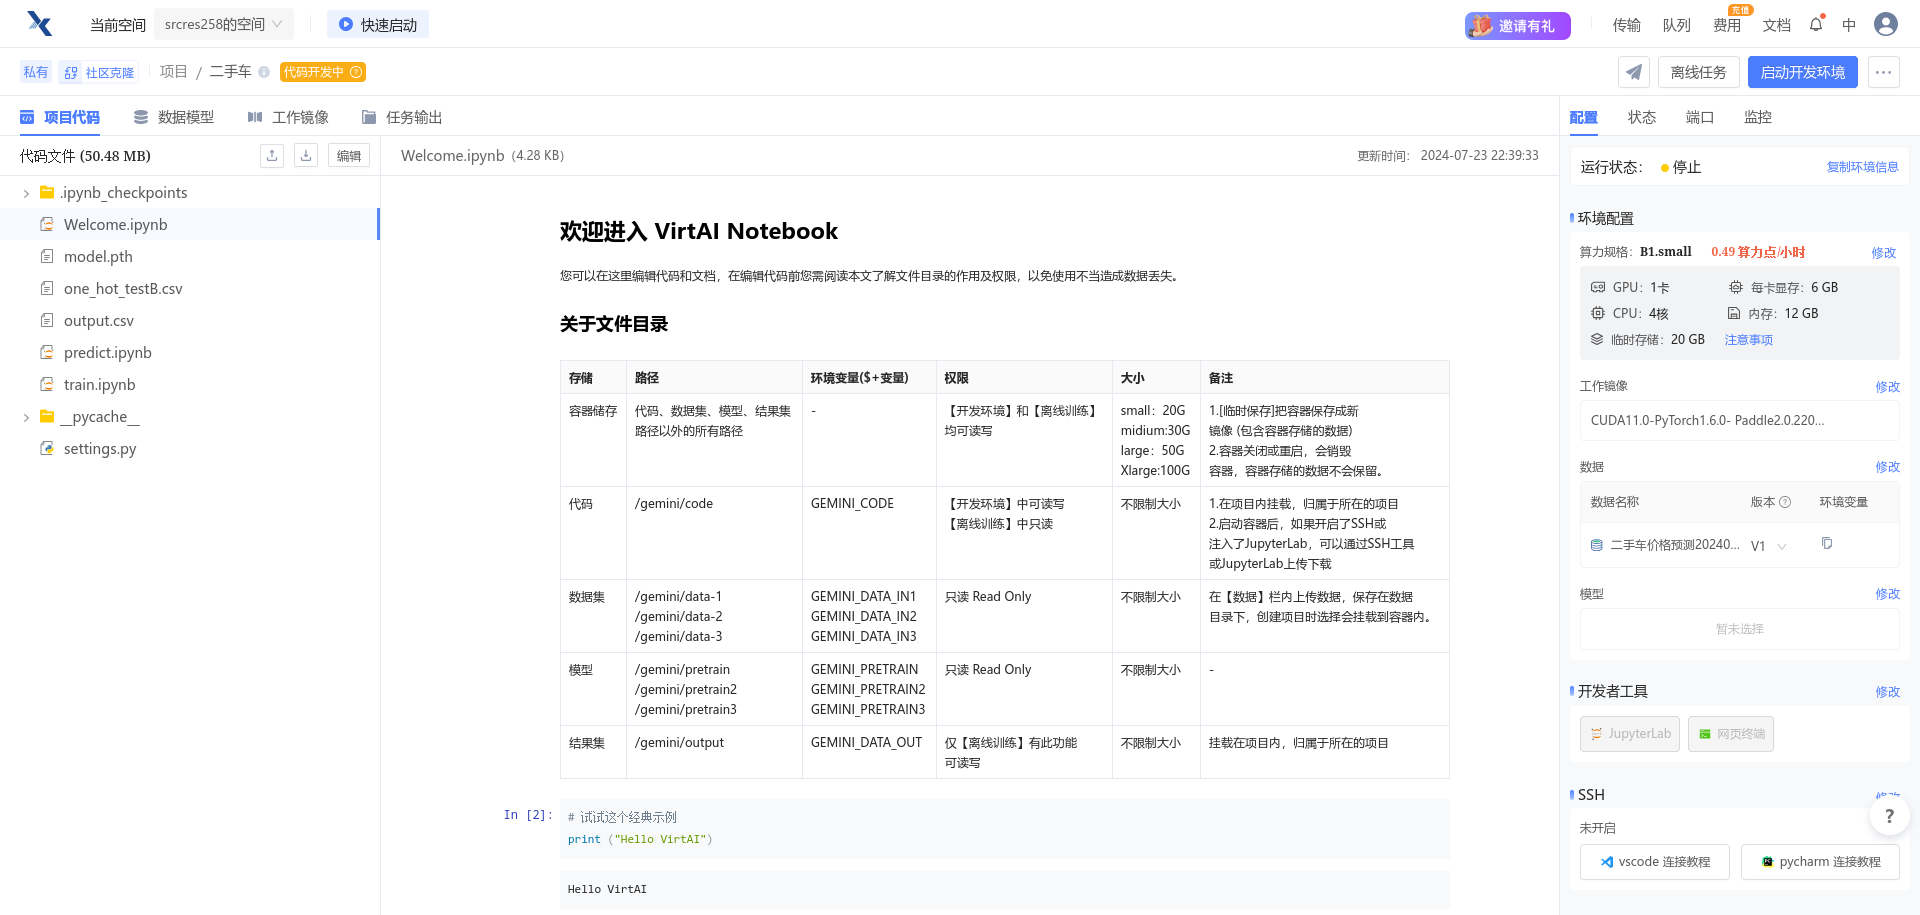 当前空间 srcres258的空间 快速启动 邀请有礼 传输 队列 费用 充值 文档 中
私有 社区克隆 项目 / 二手车 代码开发中 离线任务 启动开发环境
项目代码 数据模型 工作镜像 任务输出 配置 状态 端口 监控
代码文件 (50.48 MB) 编辑
.ipynb_checkpoints
Welcome.ipynb
model.pth
one_hot_testB.csv
output.csv
predict.ipynb
train.ipynb
__pycache__
settings.py
Welcome.ipynb (4.28 KB) 更新时间： 2024-07-23 22:39:33
欢迎进入 VirtAI Notebook
您可以在这里编辑代码和文档，在编辑代码前您需阅读本文了解文件目录的作用及权限，以免使用不当造成数据丢失。
关于文件目录
存储 路径 环境变量($+变量) 权限 大小 备注
容器储存 代码、数据集、模型、结果集 - 【开发环境】和【离线训练】 small：20G 1.[临时保存]把容器保存成新
路径以外的所有路径 均可读写 midium:30G 镜像 (包含容器存储的数据)
large：50G 2.容器关闭或重启，会销毁
Xlarge:100G 容器，容器存储的数据不会保留。
代码 /gemini/code GEMINI_CODE 【开发环境】中可读写 不限制大小 1.在项目内挂载，归属于所在的项目
【离线训练】中只读 2.启动容器后，如果开启了SSH或
注入了JupyterLab，可以通过SSH工具
或JupyterLab上传下载
数据集 /gemini/data-1 GEMINI_DATA_IN1 只读 Read Only 不限制大小 在【数据】栏内上传数据，保存在数据
/gemini/data-2 GEMINI_DATA_IN2 目录下，创建项目时选择会挂载到容器内。
/gemini/data-3 GEMINI_DATA_IN3
模型 /gemini/pretrain GEMINI_PRETRAIN 只读 Read Only 不限制大小 -
/gemini/pretrain2 GEMINI_PRETRAIN2
/gemini/pretrain3 GEMINI_PRETRAIN3
结果集 /gemini/output GEMINI_DATA_OUT 仅【离线训练】有此功能 不限制大小 挂载在项目内，归属于所在的项目
可读写
In [2]: # 试试这个经典示例
print ("Hello VirtAI")
Hello VirtAI
运行状态： 停止 复制环境信息
环境配置
算力规格： B1.small 0.49 算力点/小时 修改
GPU： 1卡 每卡显存： 6 GB
CPU： 4核 内存： 12 GB
临时存储： 20 GB 注意事项
工作镜像 修改
CUDA11.0-PyTorch1.6.0- Paddle2.0.220...
数据 修改
数据名称 版本 环境变量
二手车价格预测20240... V1
模型 修改
暂未选择
开发者工具 修改
JupyterLab 网页终端
SSH 修改
未开启
?
vscode 连接教程 pycharm 连接教程